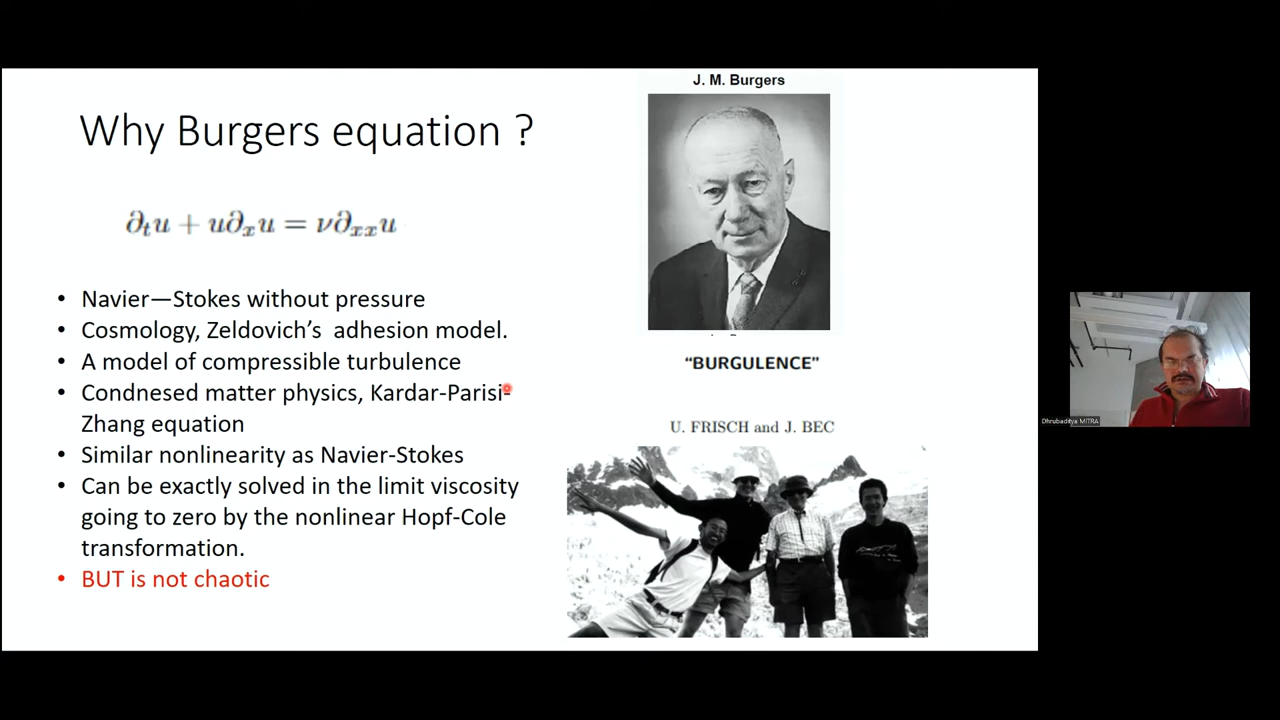 Why Burgers equation ?
∂ₜu + u∂ₓu = ν∂ₓₓu
• Navier—Stokes without pressure
• Cosmology, Zeldovich’s adhesion model.
• A model of compressible turbulence
• Condnesed matter physics, Kardar-Parisi-
Zhang equation
• Similar nonlinearity as Navier-Stokes
• Can be exactly solved in the limit viscosity
going to zero by the nonlinear Hopf-Cole
transformation.
• BUT is not chaotic
J. M. Burgers
“BURGULENCE”
U. FRISCH and J. BEC
Dhrubaditya MITRA